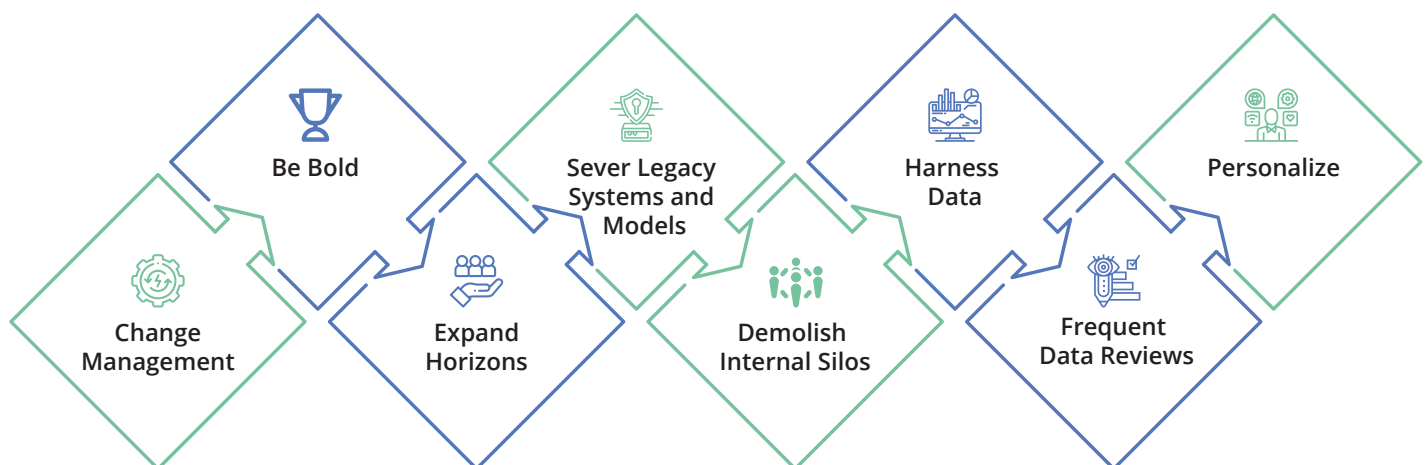 Change
Management
Be Bold
Expand
Horizons
Sever Legacy
Systems and
Models
Demolish
Internal Silos
Harness
Data
Frequent
Data Reviews
Personalize